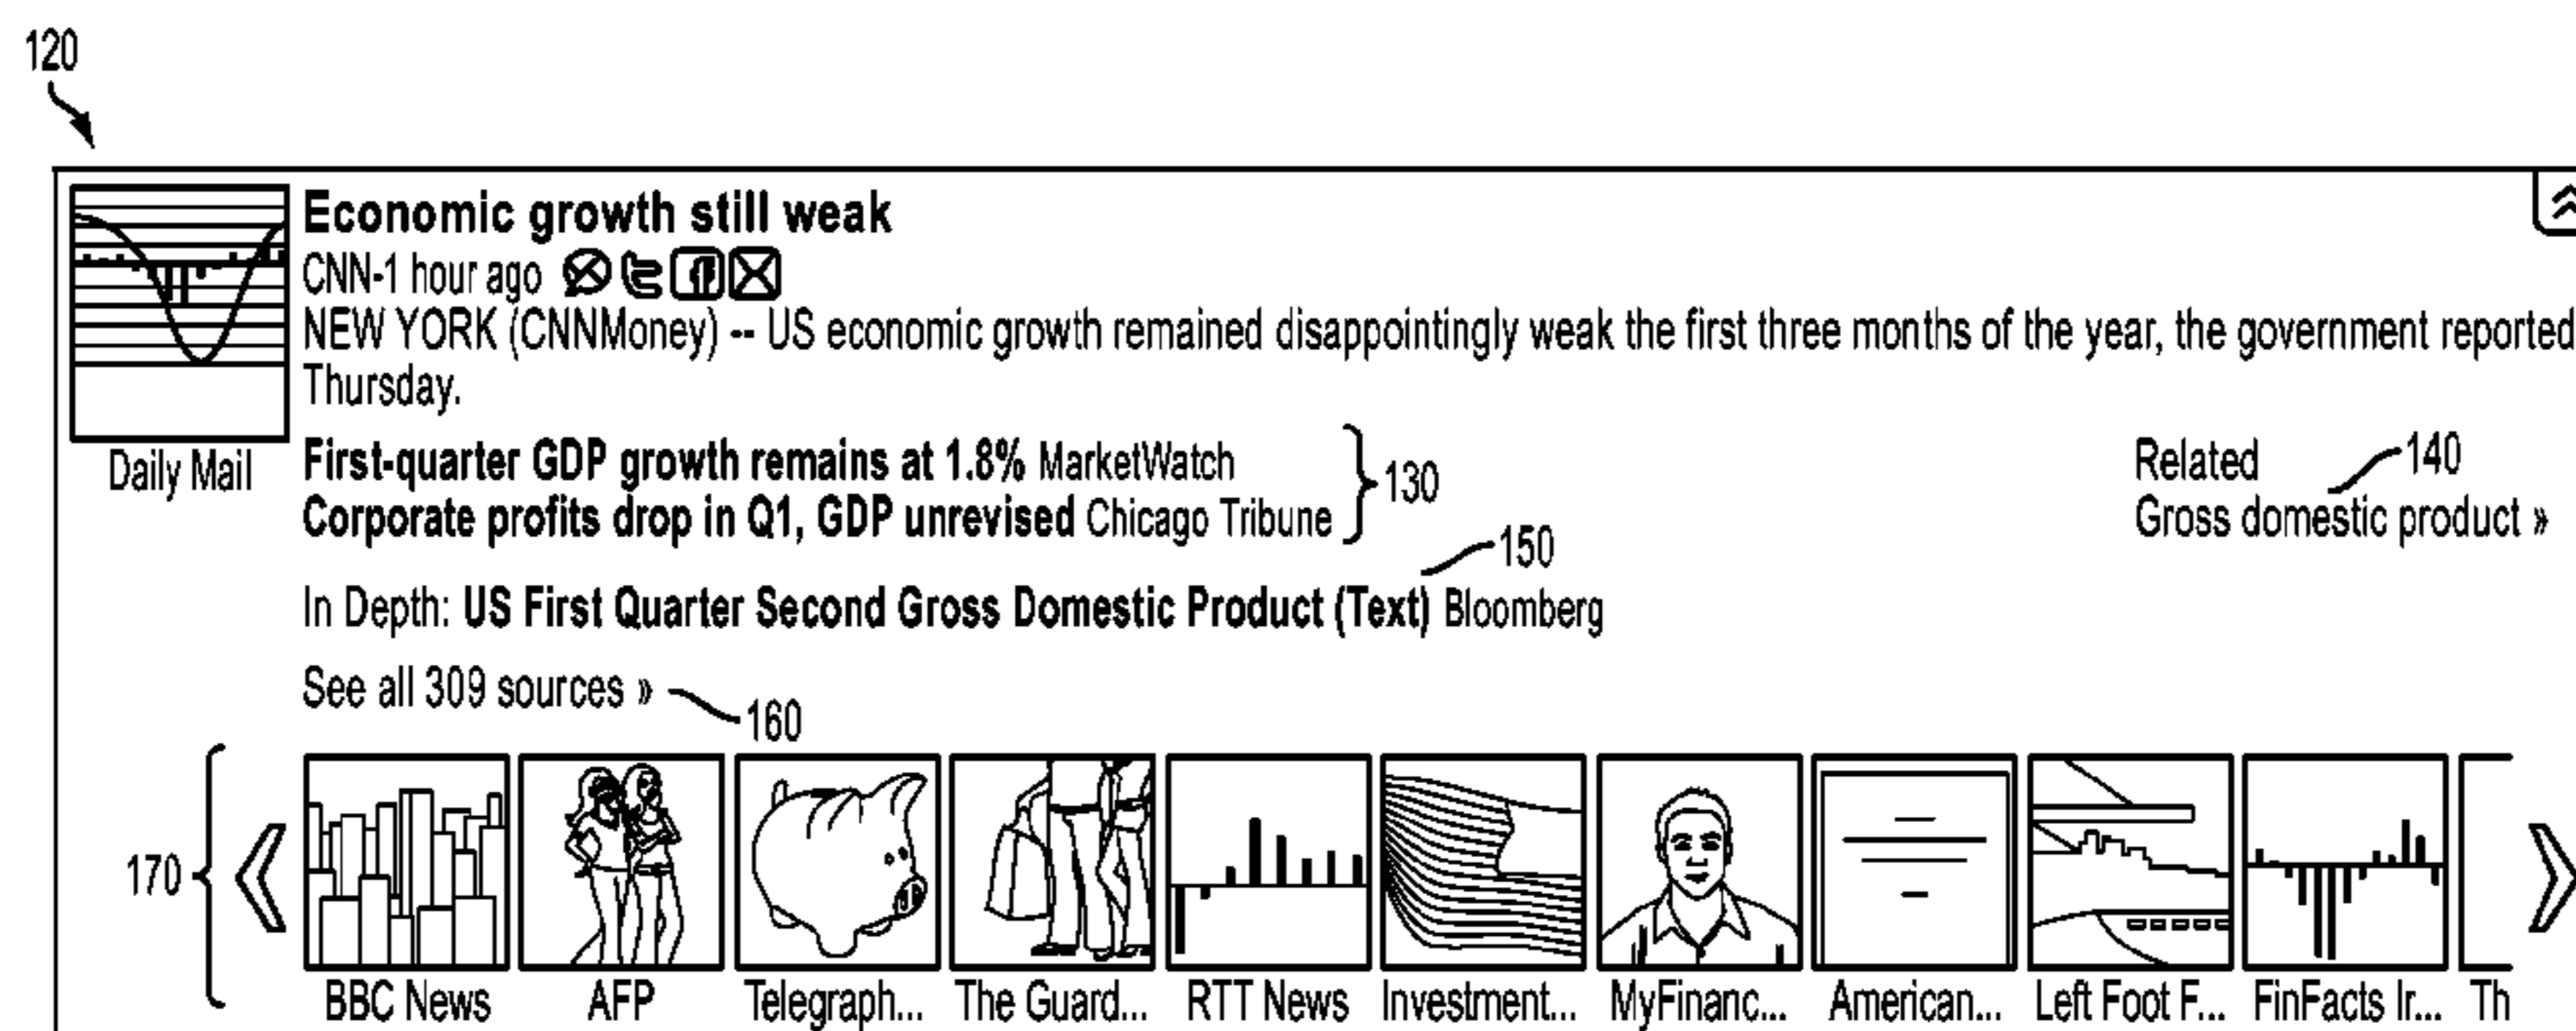 120
Economic growth still weak
CNN-1 hour ago
NEW YORK (CNNMoney) -- US economic growth remained disappointingly weak the first three months of the year, the government reported
Thursday.
Daily Mail
First-quarter GDP growth remains at 1.8% MarketWatch
Corporate profits drop in Q1, GDP unrevised Chicago Tribune
130
Related
140
Gross domestic product »
150
In Depth: US First Quarter Second Gross Domestic Product (Text) Bloomberg
See all 309 sources »
160
170
BBC News AFP Telegraph... The Guard... RTT News Investment... MyFinanc... American... Left Foot F... FinFacts Ir... Th